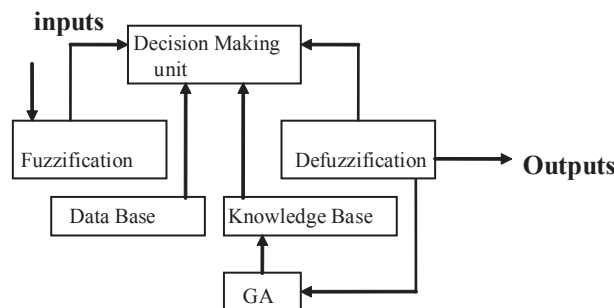 inputs
Decision Making
unit
Fuzzification
Defuzzification
Outputs
Data Base
Knowledge Base
GA